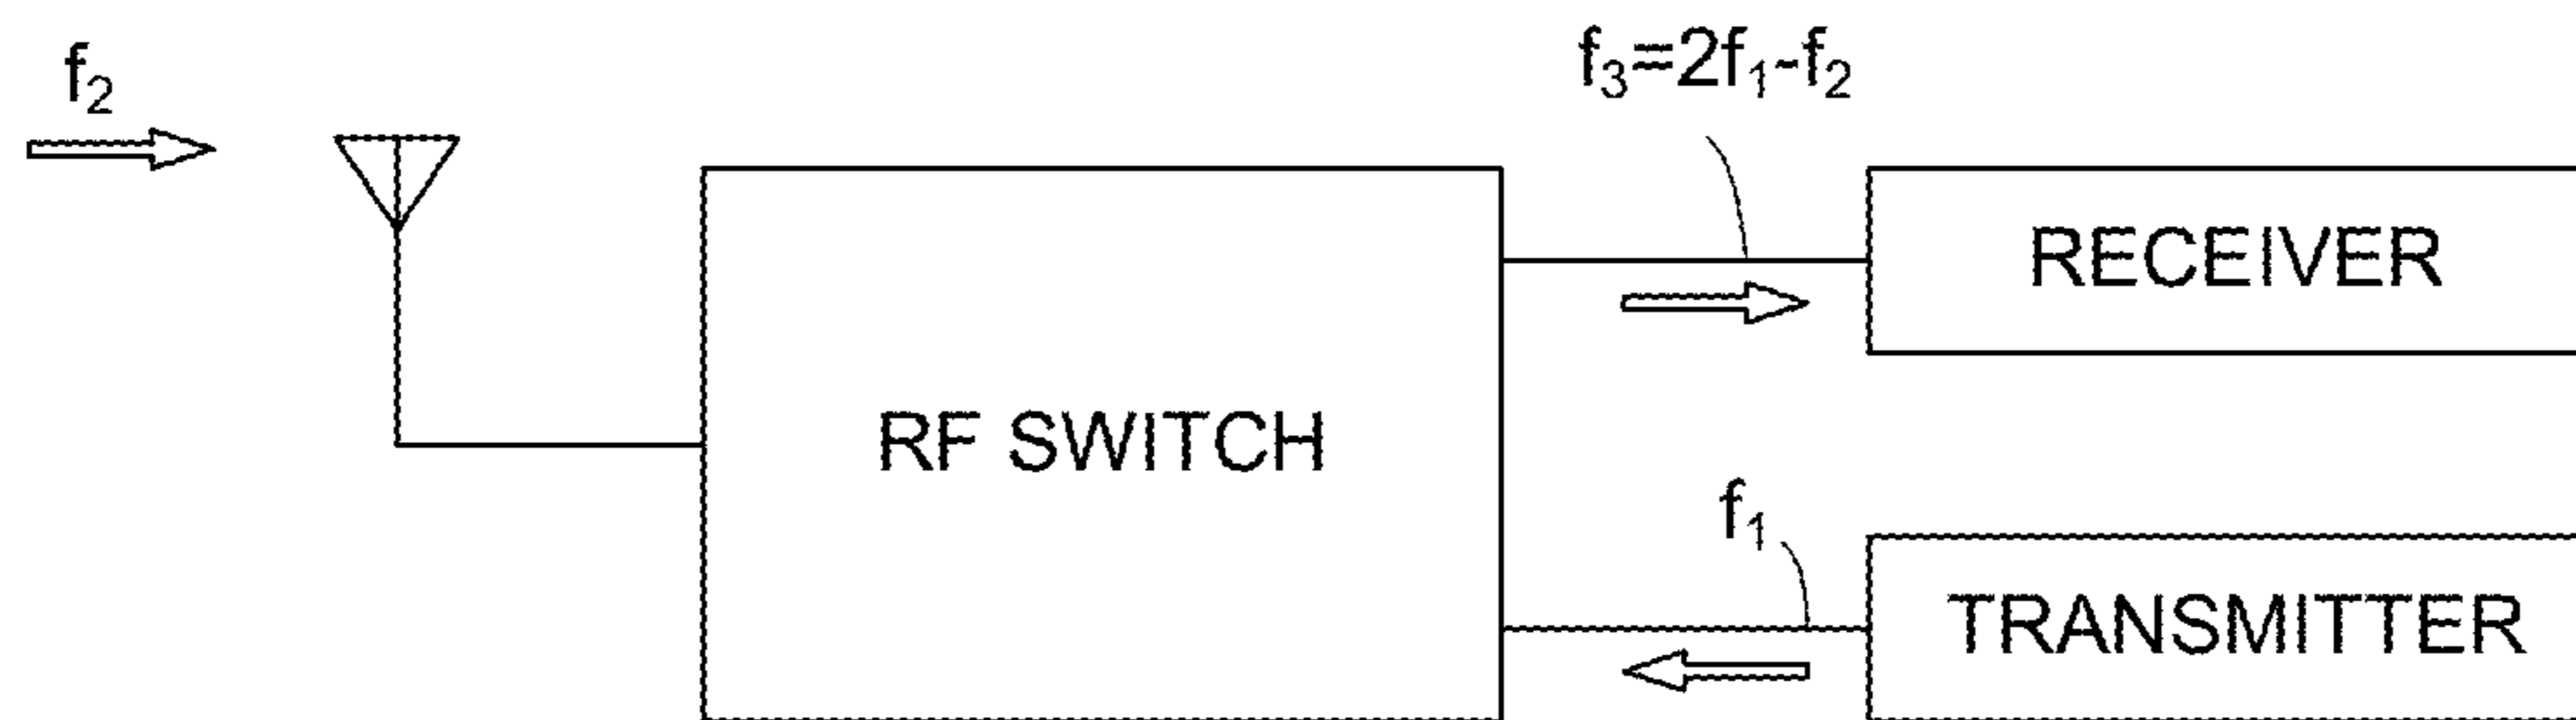 f₂
f₃=2f₁-f₂
RECEIVER
RF SWITCH
f₁
TRANSMITTER